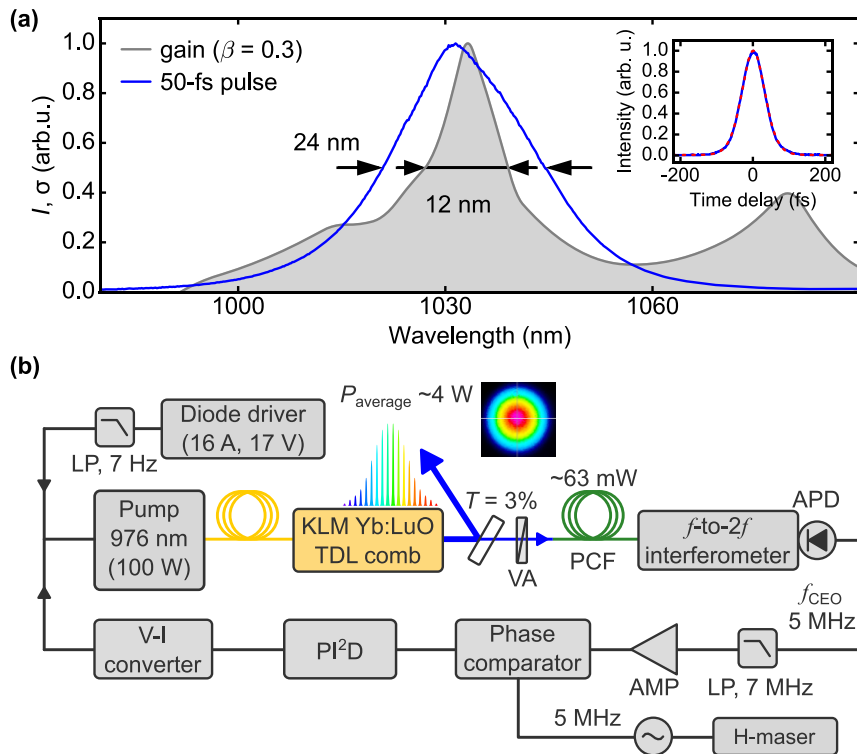 (a)
1.0
0.8
0.6
0.4
0.2
0.0
I, σ (arb.u.)
gain (β = 0.3)
50-fs pulse
24 nm
12 nm
1.0
0.8
0.6
0.4
0.2
0.0
Intensity (arb. u.)
−200
0
200
Time delay (fs)
1000
1030
1060
Wavelength (nm)
(b)
Diode driver
(16 A, 17 V)
LP, 7 Hz
Paverage ~4 W
Pump
976 nm
(100 W)
KLM Yb:LuO
TDL comb
T = 3%
VA
~63 mW
PCF
f-to-2f
interferometer
APD
fCEO
5 MHz
V-I
converter
PI²D
Phase
comparator
AMP
LP, 7 MHz
5 MHz
H-maser